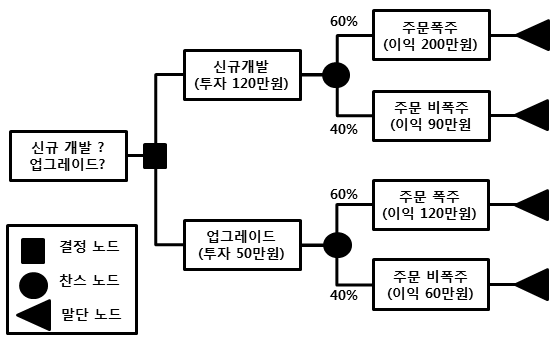 60%
주문폭주
(이익 200만원)
신규개발
(투자 120만원)
40%
주문 비폭주
(이익 90만원
신규 개발 ?
업그레이드?
60%
주문 폭주
(이익 120만원)
업그레이드
(투자 50만원)
40%
주문 비폭주
(이익 60만원)
결정 노드
찬스 노드
말단 노드